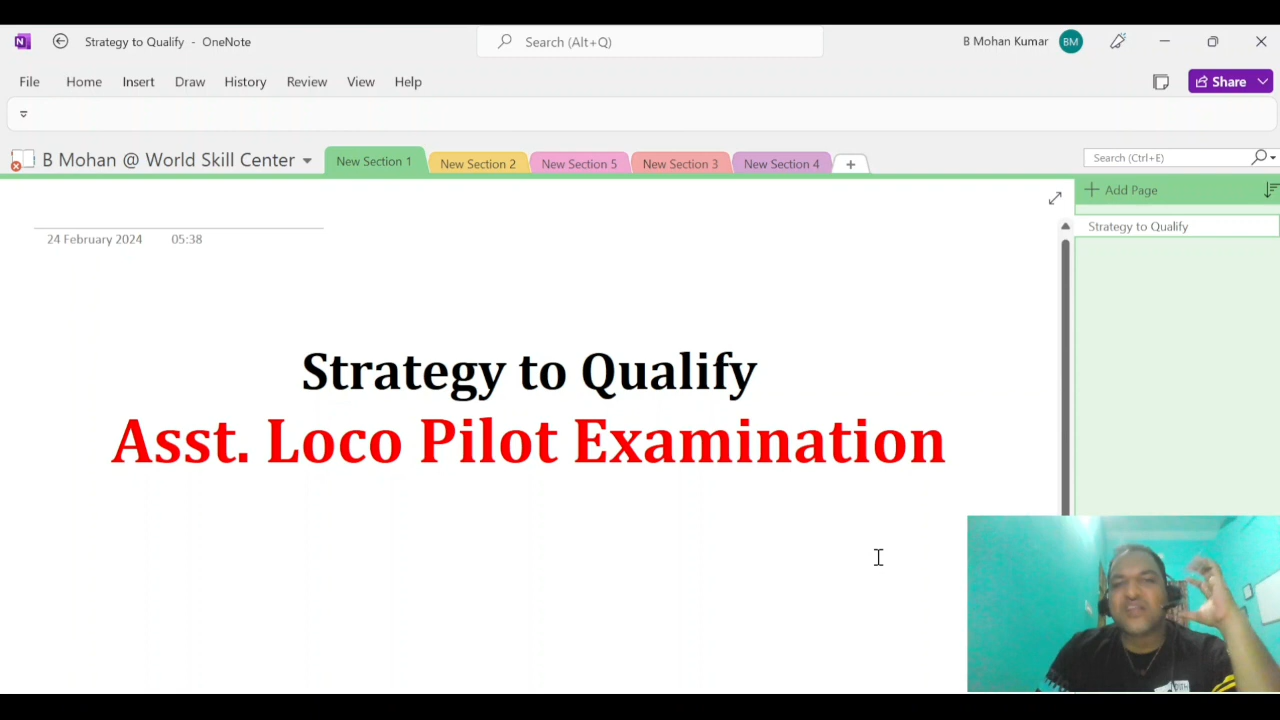 Strategy to Qualify - OneNote
Search (Alt+Q)
B Mohan Kumar BM
File Home Insert Draw History Review View Help
Share
B Mohan @ World Skill Center
New Section 1 New Section 2 New Section 5 New Section 3 New Section 4
Search (Ctrl+E)
Add Page
Strategy to Qualify
24 February 2024 05:38
Strategy to Qualify
Asst. Loco Pilot Examination